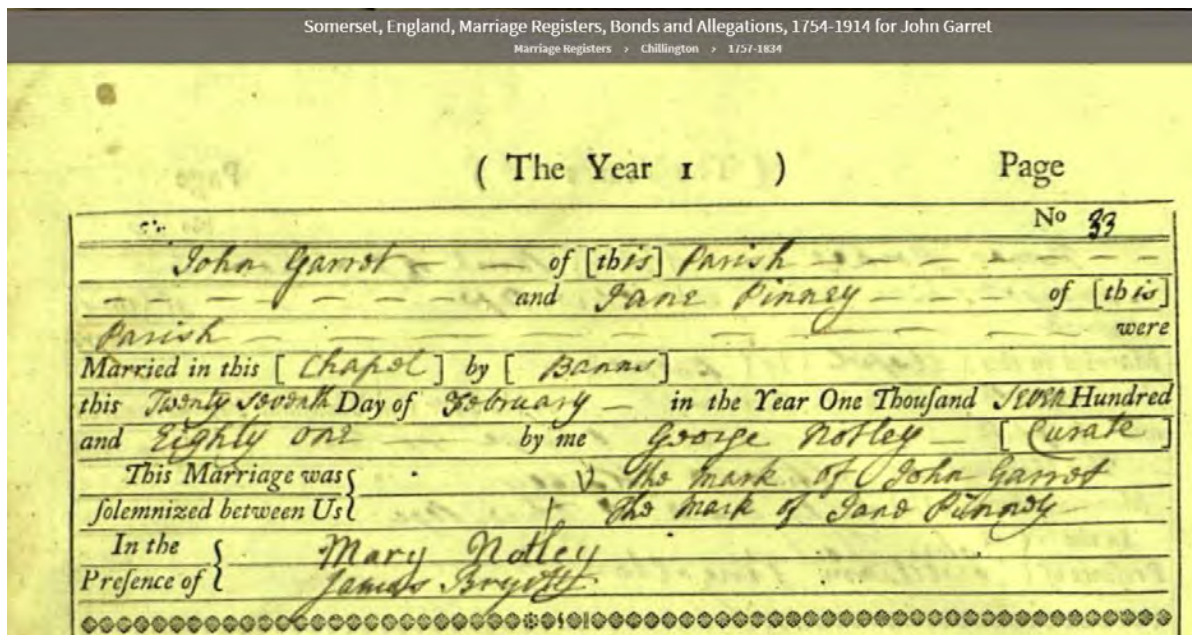 Somerset, England, Marriage Registers, Bonds and Allegations, 1754-1914 for John Garret
Marriage Registers > Chillington > 1757-1834
( The Year 1 ) Page
No 33
John Garret — — of [this] Parish — — — —
— — — — — — and Jane Pinney — — — of [this]
Parish — — — — — — — — were
Married in this [ Chapel ] by [ Banns ]
this Twenty Seventh Day of February — in the Year One Thouſand Seven Hundred
and Eighty one — by me George Notley — [ Curate ]
This Marriage was { The mark of John Garret
ſolemnized between Us { The mark of Jane Pinney
In the { Mary Notley
Preſence of { James